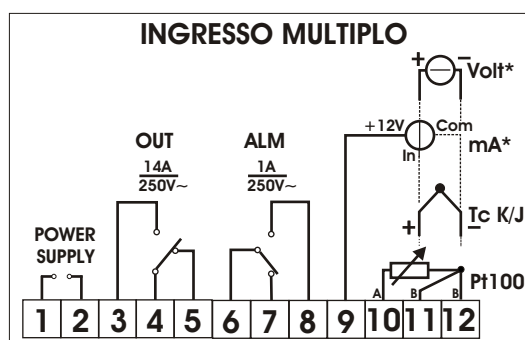 INGRESSO MULTIPLO
+ − Volt*
+12V Com
In mA*
OUT ALM
14A 1A
250V~ 250V~
Tc K/J
+ −
POWER
SUPPLY
Pt100
A B B
1 2 3 4 5 6 7 8 9 10 11 12